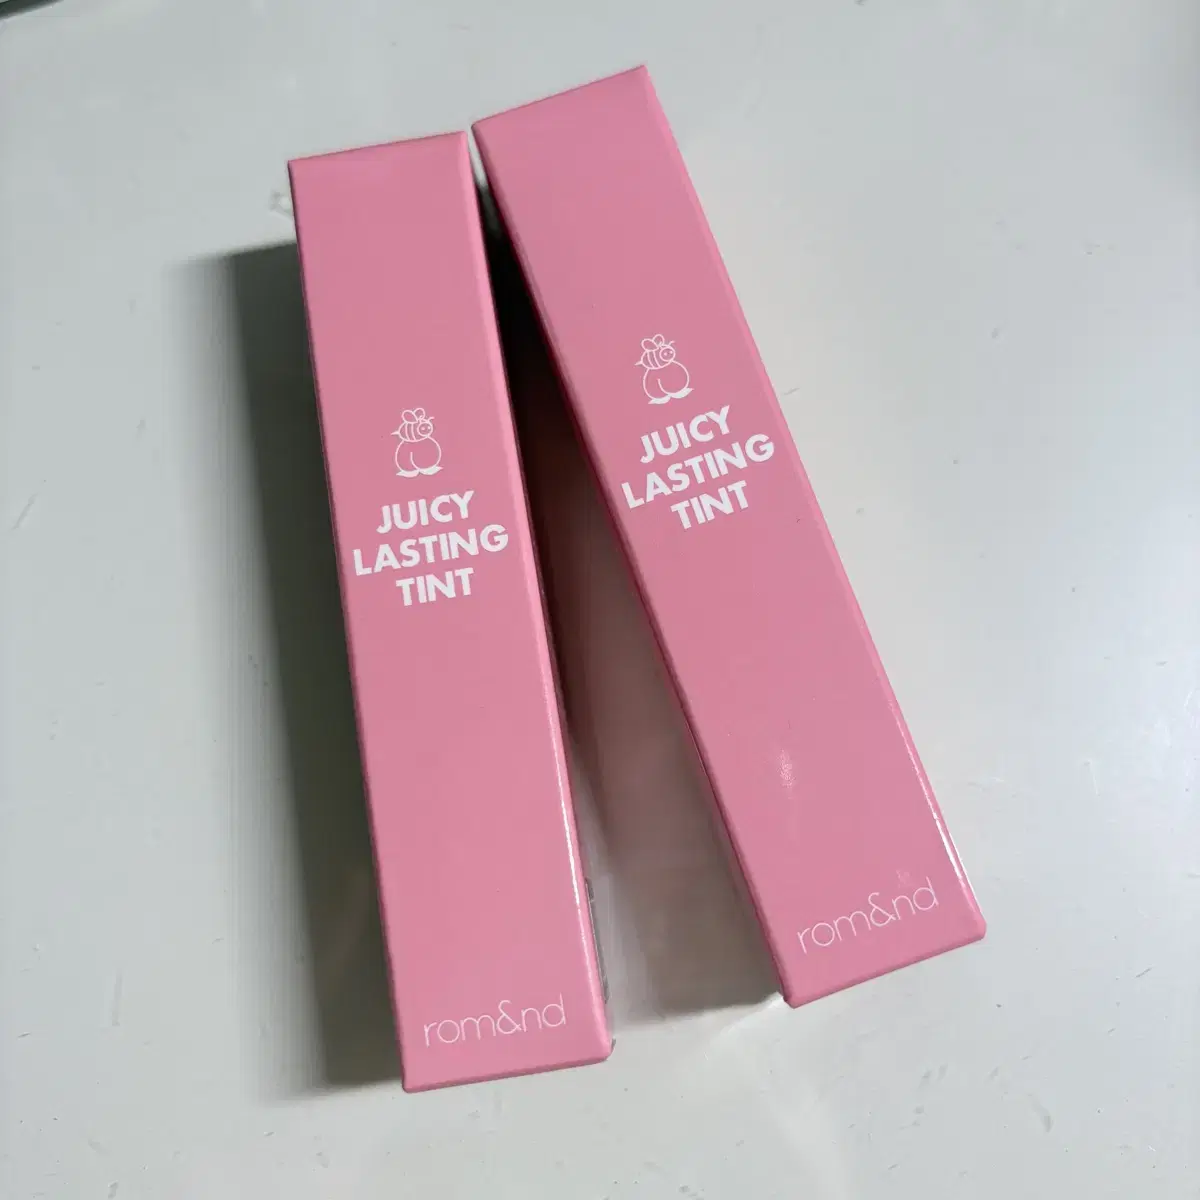 JUICY
LASTING
TINT
rom&nd
JUICY
LASTING
TINT
rom&nd